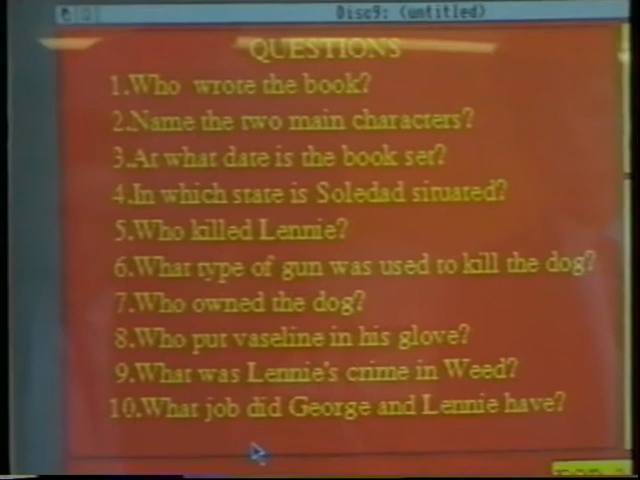 Disc9: (untitled)
QUESTIONS
1.Who wrote the book?
2.Name the two main characters?
3.At what date is the book set?
4.In which state is Soledad situated?
5.Who killed Lennie?
6.What type of gun was used to kill the dog?
7.Who owned the dog?
8.Who put vaseline in his glove?
9.What was Lennie's crime in Weed?
10.What job did George and Lennie have?